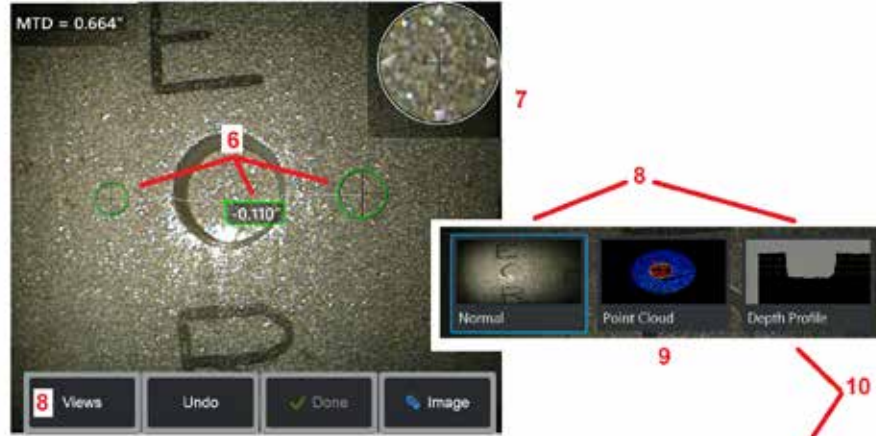 MTD = 0.664"
E
7
6
8
-0.110"
Normal
Point Cloud
Depth Profile
9
D
10
8 Views
Undo
Done
Image